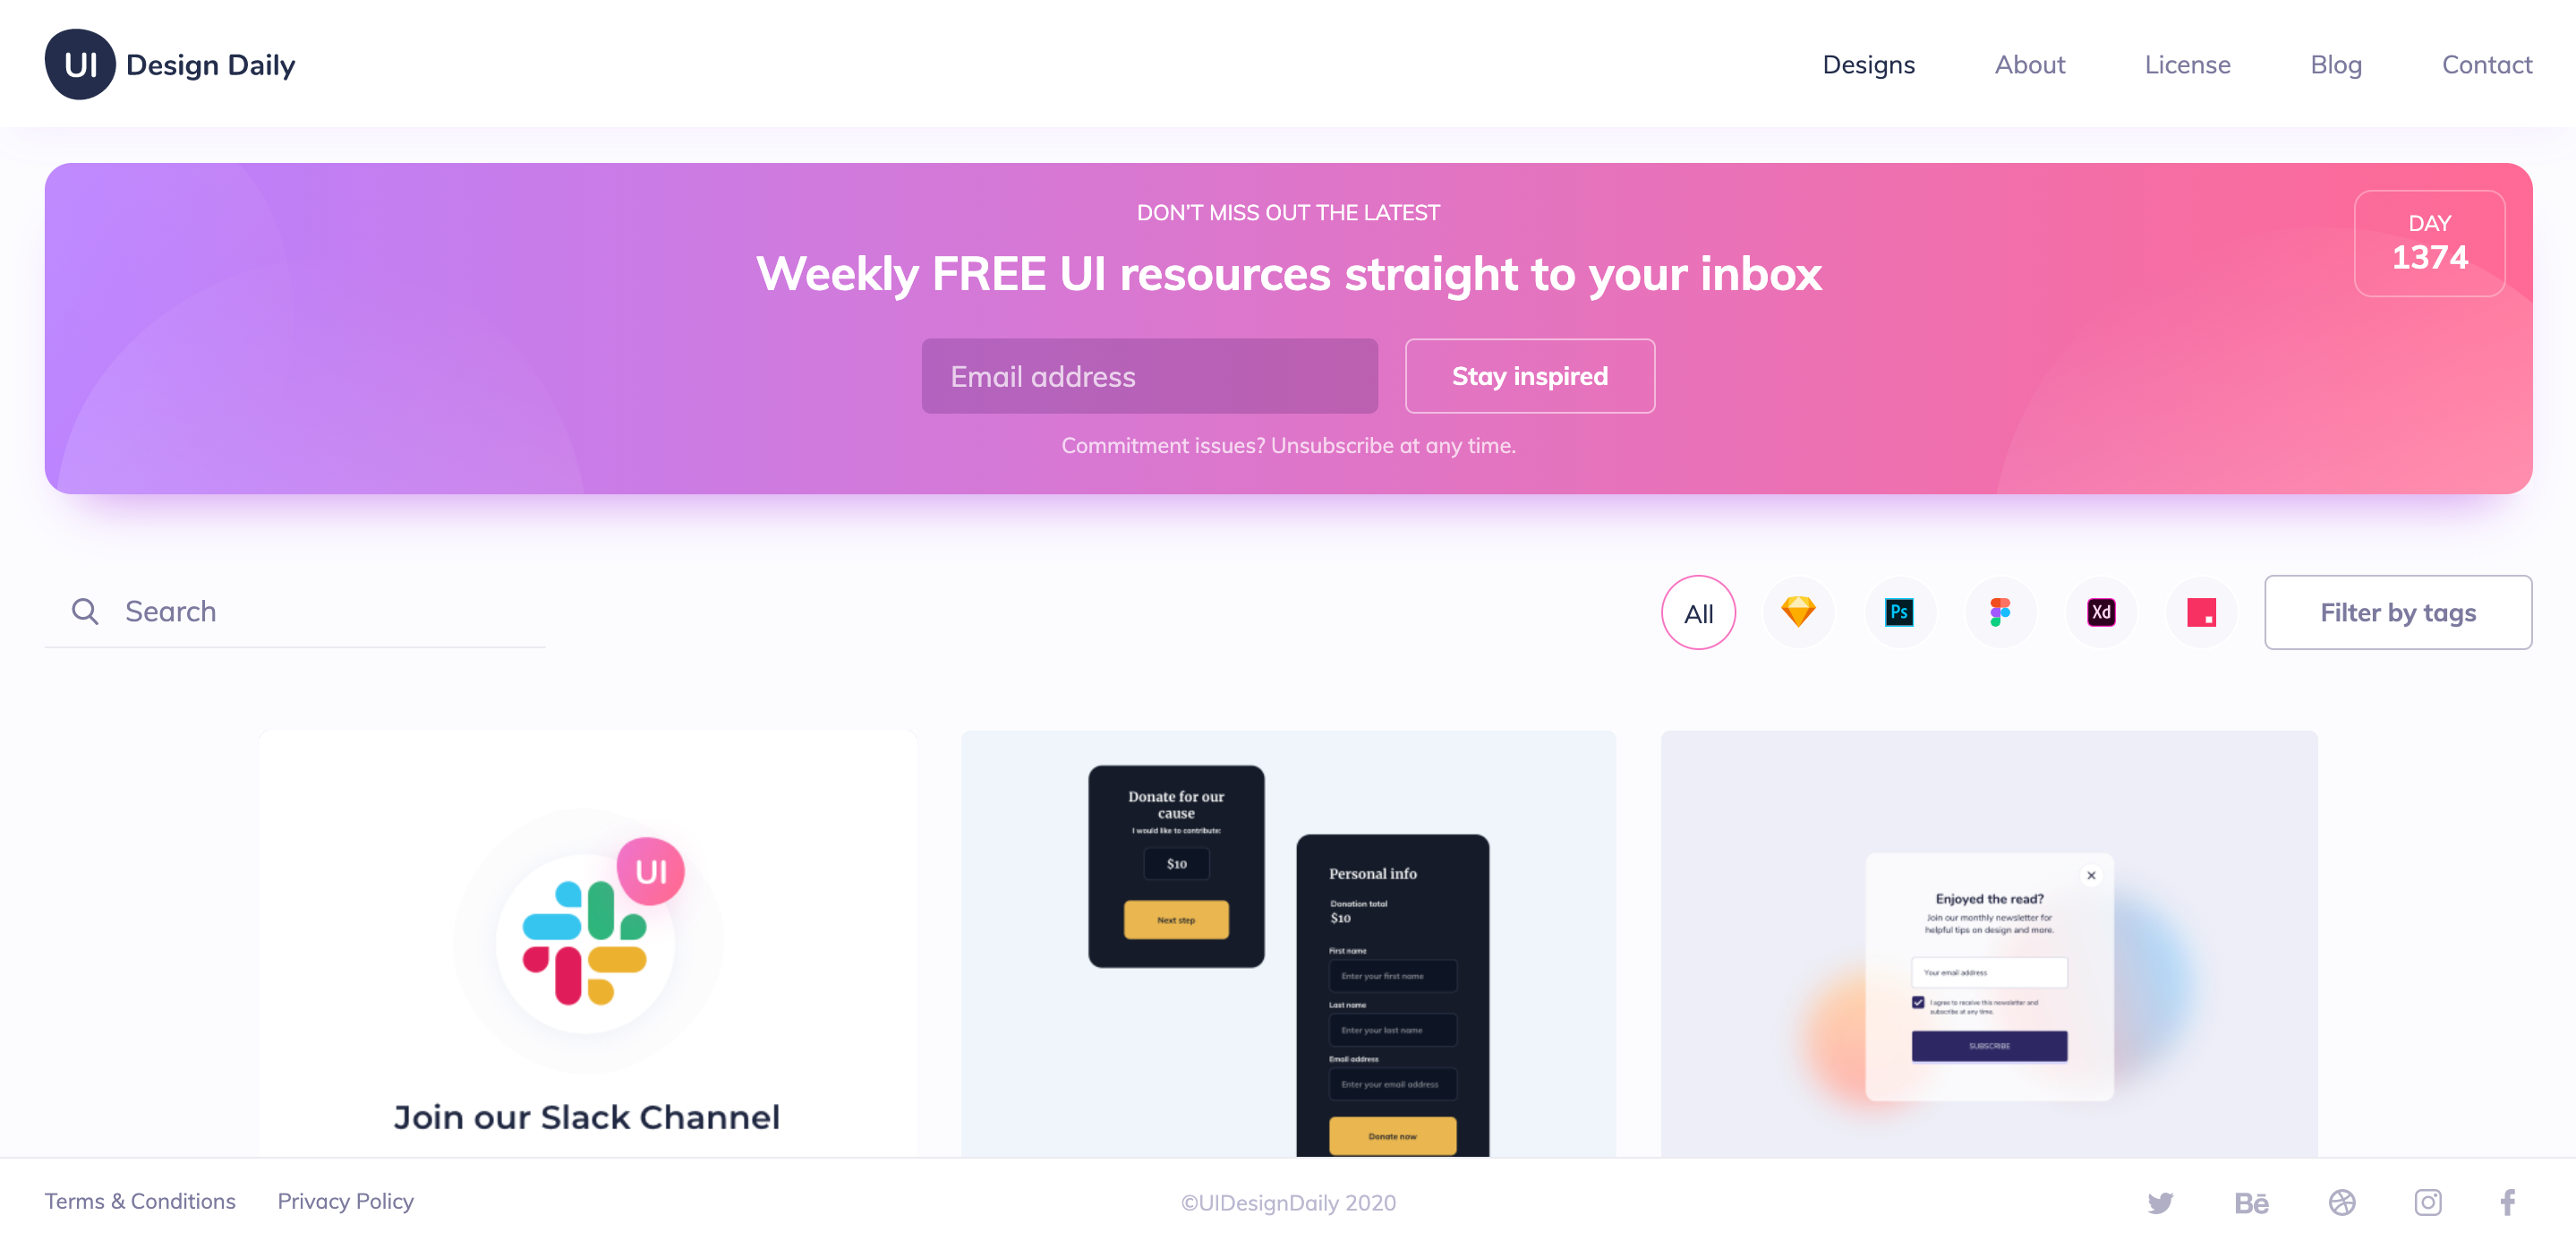 UI Design Daily
Designs About License Blog Contact
DON'T MISS OUT THE LATEST
Weekly FREE UI resources straight to your inbox
DAY
1374
Email address
Stay inspired
Commitment issues? Unsubscribe at any time.
Search
All
Ps
Xd
Filter by tags
UI
Join our Slack Channel
Donate for our
cause
I would like to contribute:
$10
Next step
Personal info
Donation total
$10
First name
Enter your first name
Last name
Enter your last name
Email address
Enter your email address
Donate now
Enjoyed the read?
Join our monthly newsletter for
helpful tips on design and more.
Your email address
I agree to receive this newsletter and
subscribe at any time.
SUBSCRIBE
Terms & Conditions Privacy Policy
©UIDesignDaily 2020
Bē